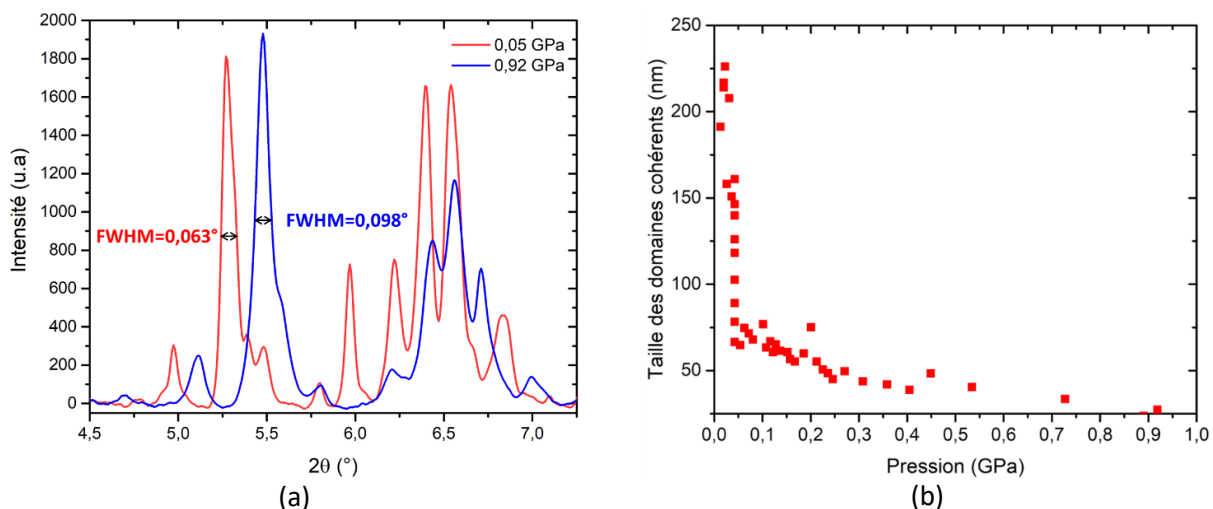 (a)
2000
1800
1600
1400
1200
1000
800
600
400
200
0
Intensité (u.a)
4,5 5,0 5,5 6,0 6,5 7,0
2θ (°)
0,05 GPa
0,92 GPa
FWHM=0,063°
FWHM=0,098°
(a)
250
200
150
100
50
Taille des domaines cohérents (nm)
0,0 0,1 0,2 0,3 0,4 0,5 0,6 0,7 0,8 0,9 1,0
Pression (GPa)
(b)